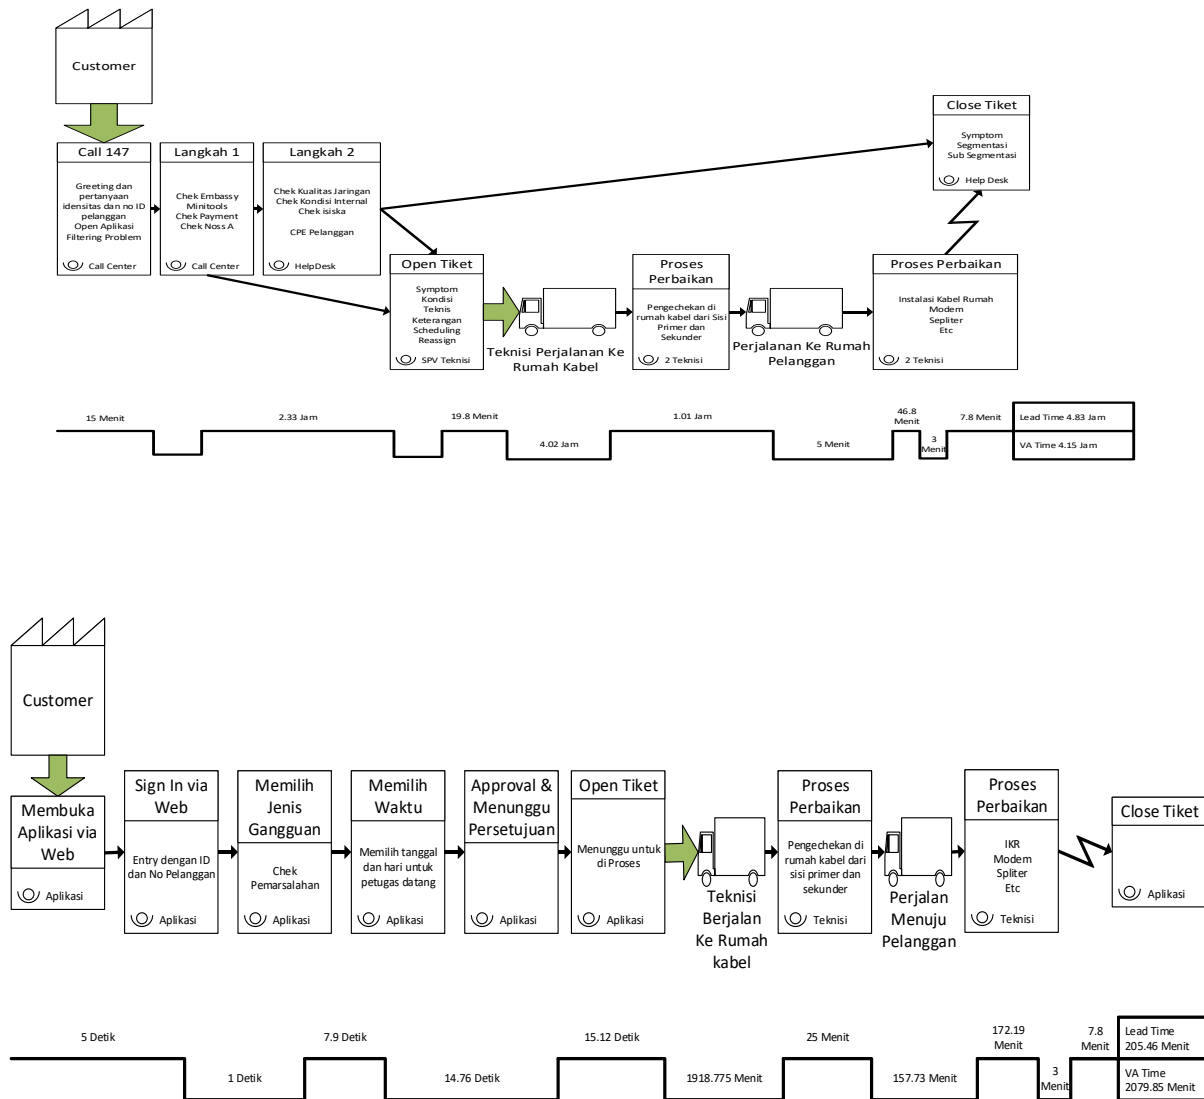 Customer
Call 147
Greeting dan
pertanyaan
idensitas dan no ID
pelanggan
Open Aplikasi
Filtering Problem
Call Center
Langkah 1
Chek Embassy
Minitools
Chek Payment
Chek Noss A
Call Center
Langkah 2
Chek Kualitas Jaringan
Chek Kondisi Internal
Chek isiska
CPE Pelanggan
HelpDesk
Close Tiket
Symptom
Segmentasi
Sub Segmentasi
Help Desk
Open Tiket
Symptom
Kondisi
Teknis
Keterangan
Scheduling
Reassign
SPV Teknisi
Teknisi Perjalanan Ke
Rumah Kabel
Proses
Perbaikan
Pengechekan di
rumah kabel dari Sisi
Primer dan
Sekunder
2 Teknisi
Perjalanan Ke Rumah
Pelanggan
Proses Perbaikan
Instalasi Kabel Rumah
Modem
Sepliter
Etc
2 Teknisi
15 Menit
2.33 Jam
19.8 Menit
4.02 Jam
1.01 Jam
5 Menit
46.8
Menit
3
Menit
7.8 Menit
Lead Time 4.83 Jam
VA Time 4.15 Jam
Customer
Membuka
Aplikasi via
Web
Aplikasi
Sign In via
Web
Entry dengan ID
dan No Pelanggan
Aplikasi
Memilih
Jenis
Gangguan
Chek
Pemarsalahan
Aplikasi
Memilih
Waktu
Memilih tanggal
dan hari untuk
petugas datang
Aplikasi
Approval &
Menunggu
Persetujuan
Aplikasi
Open Tiket
Menunggu untuk
di Proses
Aplikasi
Teknisi
Berjalan
Ke Rumah
kabel
Proses
Perbaikan
Pengechekan di
rumah kabel dari
sisi primer dan
sekunder
Teknisi
Perjalan
Menuju
Pelanggan
Proses
Perbaikan
IKR
Modem
Spliter
Etc
Teknisi
Close Tiket
Aplikasi
5 Detik
1 Detik
7.9 Detik
14.76 Detik
15.12 Detik
1918.775 Menit
25 Menit
157.73 Menit
172.19
Menit
3
Menit
7.8
Menit
Lead Time
205.46 Menit
VA Time
2079.85 Menit